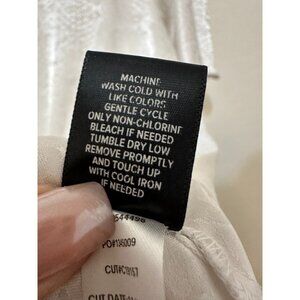 MACHINE
WASH COLD WITH
LIKE COLORS
GENTLE CYCLE
ONLY NON-CHLORINE
BLEACH IF NEEDED
TUMBLE DRY LOW
REMOVE PROMPTLY
AND TOUCH UP
WITH COOL IRON
IF NEEDED